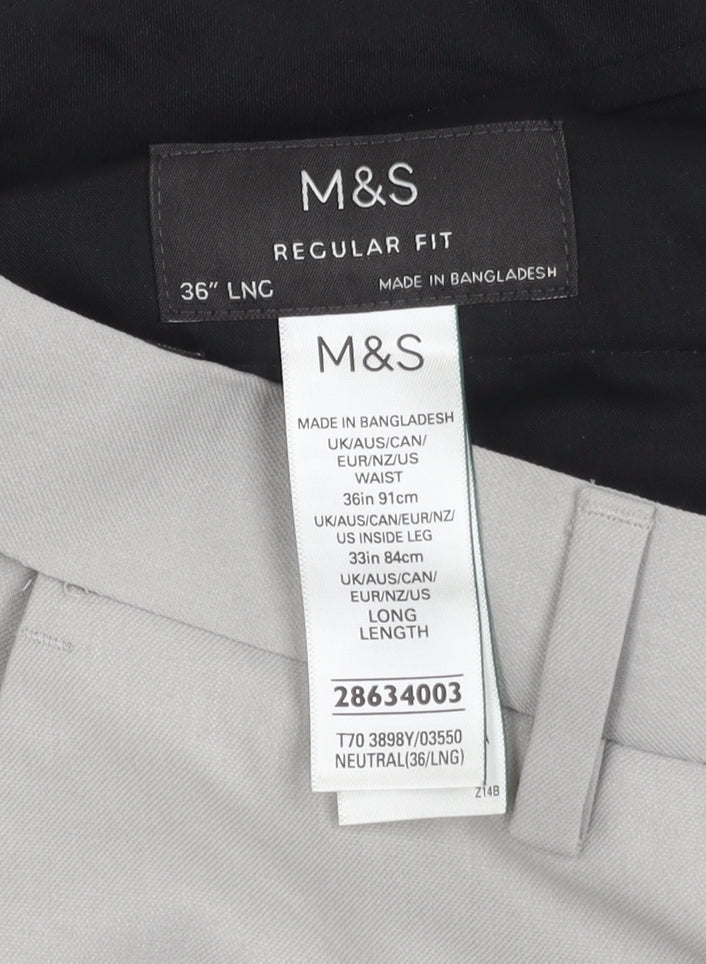 M&S
REGULAR FIT
36" LNG
MADE IN BANGLADESH
M&S
MADE IN BANGLADESH
UK/AUS/CAN/
EUR/NZ/US
WAIST
36in 91cm
UK/AUS/CAN/EUR/NZ/
US INSIDE LEG
33in 84cm
UK/AUS/CAN/
EUR/NZ/US
LONG
LENGTH
28634003
T70 3898Y/03550
NEUTRAL(36/LNG)
Z14B